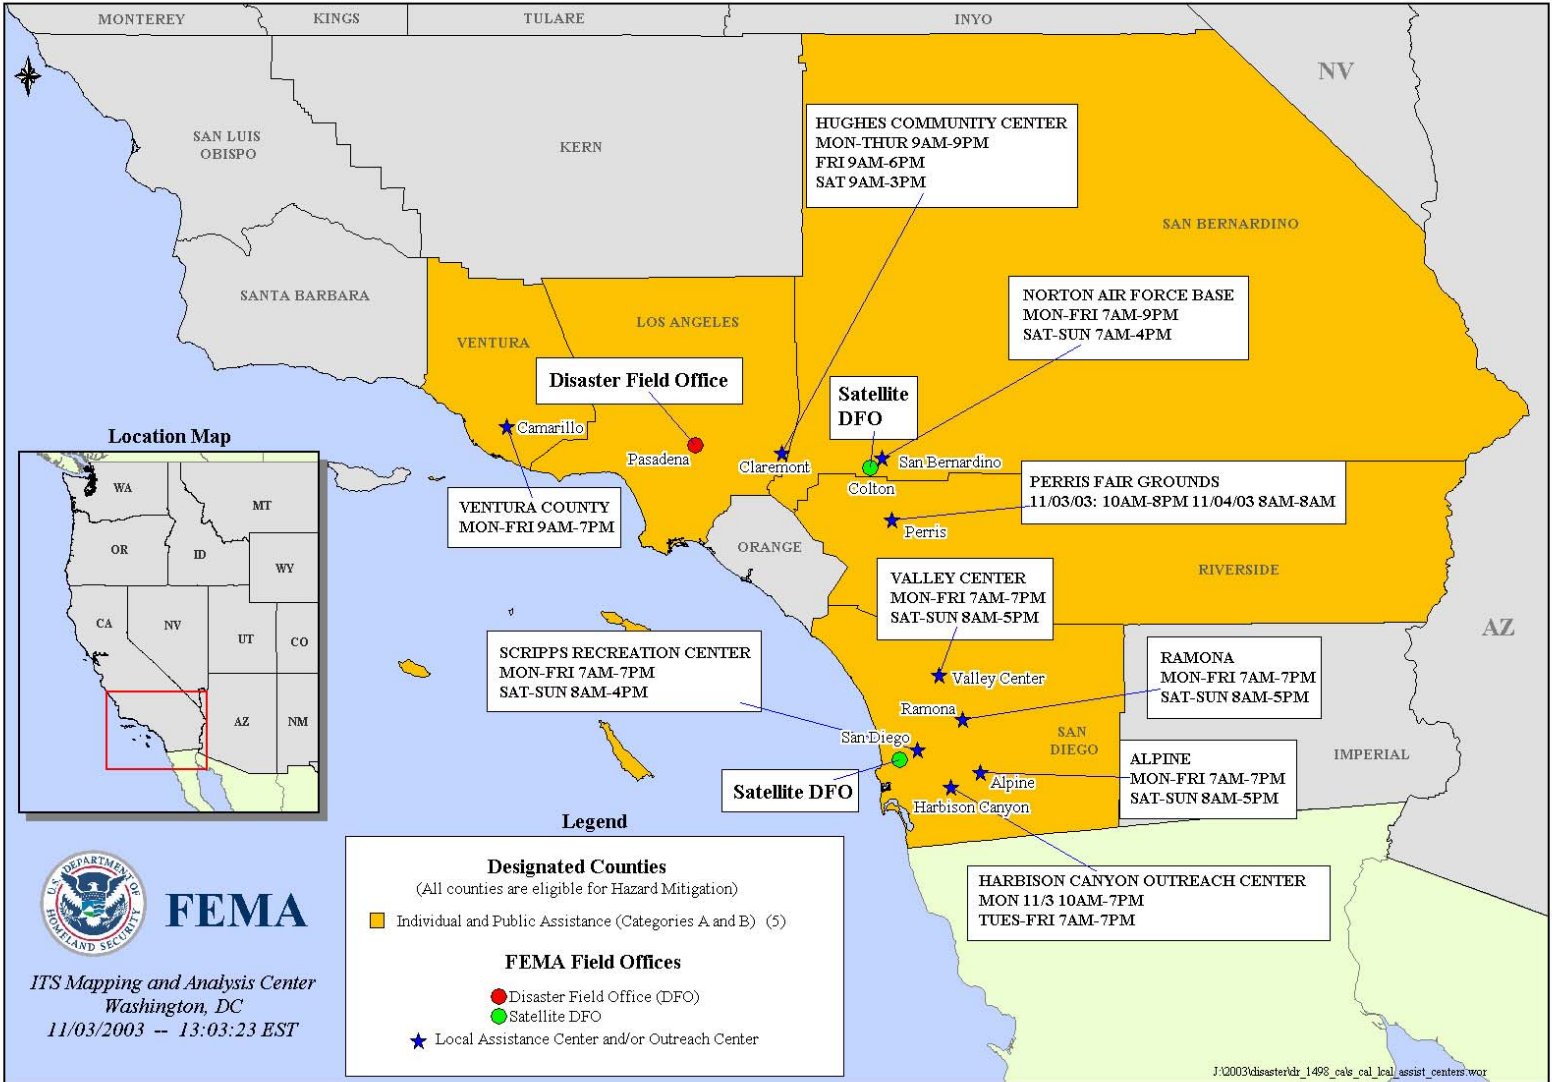 MONTEREY
KINGS
TULARE
INYO
NV
SAN LUIS
OBISPO
KERN
HUGHES COMMUNITY CENTER
MON-THUR 9AM-9PM
FRI 9AM-6PM
SAT 9AM-3PM
SAN BERNARDINO
SANTA BARBARA
NORTON AIR FORCE BASE
MON-FRI 7AM-9PM
SAT-SUN 7AM-4PM
LOS ANGELES
VENTURA
Disaster Field Office
Satellite
DFO
Camarillo
Pasadena
Claremont
San Bernardino
Colton
VENTURA COUNTY
MON-FRI 9AM-7PM
PERRIS FAIR GROUNDS
11/03/03: 10AM-8PM 11/04/03 8AM-8AM
Perris
ORANGE
RIVERSIDE
VALLEY CENTER
MON-FRI 7AM-7PM
SAT-SUN 8AM-5PM
AZ
SCRIPPS RECREATION CENTER
MON-FRI 7AM-7PM
SAT-SUN 8AM-4PM
RAMONA
MON-FRI 7AM-7PM
SAT-SUN 8AM-5PM
Valley Center
Ramona
San Diego
SAN
DIEGO
IMPERIAL
ALPINE
MON-FRI 7AM-7PM
SAT-SUN 8AM-5PM
Alpine
Satellite DFO
Harbison Canyon
HARBISON CANYON OUTREACH CENTER
MON 11/3 10AM-7PM
TUES-FRI 7AM-7PM
Location Map
WA
MT
OR
ID
WY
CA
NV
UT
CO
AZ
NM
Legend
Designated Counties
(All counties are eligible for Hazard Mitigation)
Individual and Public Assistance (Categories A and B) (5)
FEMA Field Offices
Disaster Field Office (DFO)
Satellite DFO
Local Assistance Center and/or Outreach Center
U.S. DEPARTMENT OF
HOMELAND SECURITY
FEMA
ITS Mapping and Analysis Center
Washington, DC
11/03/2003 -- 13:03:23 EST
J:\2003\disaster\dr_1498_ca\s_cal_lcal_assist_centers.wor